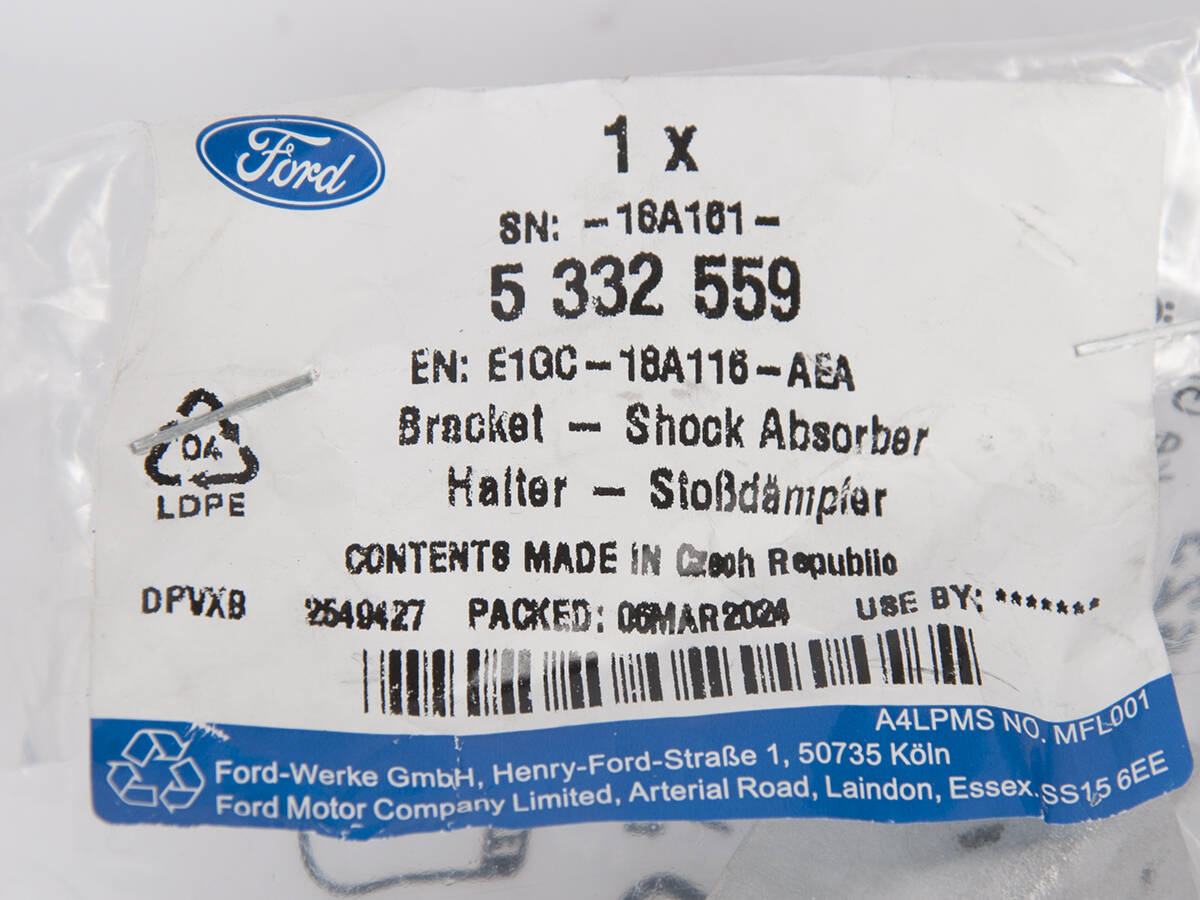 Ford
1 x
SN: -18A161-
5 332 559
EN: E1GC-18A116-AEA
Bracket - Shock Absorber
Halter - Stoßdämpfer
04
LDPE
CONTENTS MADE IN Czech Republic
DPVXB 2549427 PACKED: 06MAR2024 USE BY: *******
A4LPMS NO. MFL001
Ford-Werke GmbH, Henry-Ford-Straße 1, 50735 Köln
Ford Motor Company Limited, Arterial Road, Laindon, Essex. SS15 6EE